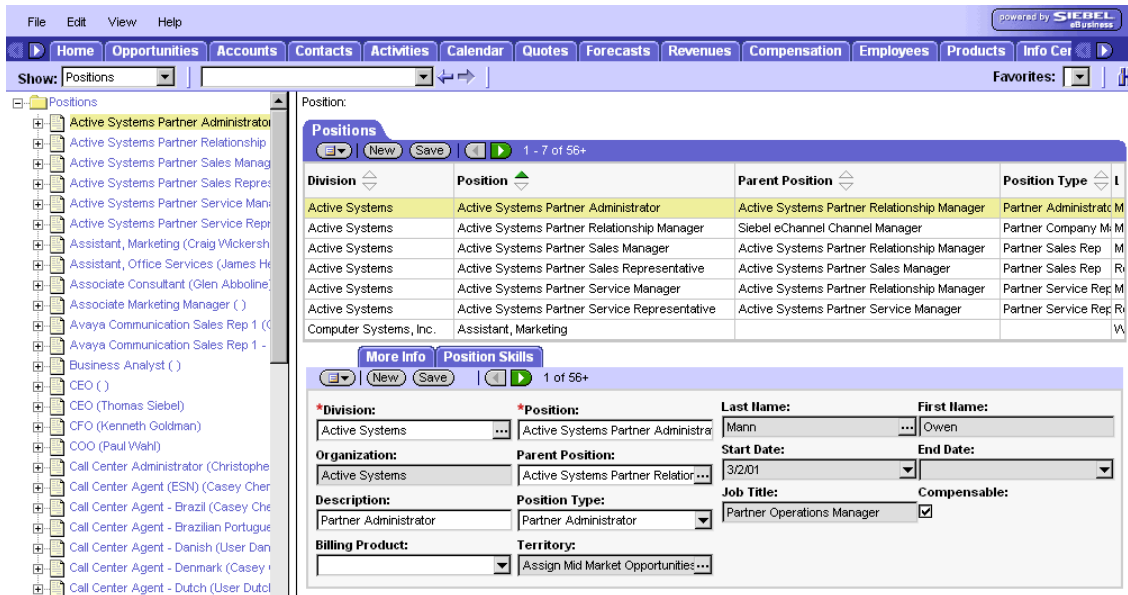 File Edit View Help
powered by SIEBEL eBusiness
Home Opportunities Accounts Contacts Activities Calendar Quotes Forecasts Revenues Compensation Employees Products Info Cer
Show: Positions Favorites:
Positions
Active Systems Partner Administrator
Active Systems Partner Relationship
Active Systems Partner Sales Manag
Active Systems Partner Sales Repres
Active Systems Partner Service Man
Active Systems Partner Service Repr
Assistant, Marketing (Craig Wickersh
Assistant, Office Services (James He
Associate Consultant (Glen Abboline)
Associate Marketing Manager ( )
Avaya Communication Sales Rep 1 (
Avaya Communication Sales Rep 1 -
Business Analyst ( )
CEO ( )
CEO (Thomas Siebel)
CFO (Kenneth Goldman)
COO (Paul Wahl)
Call Center Administrator (Christophe
Call Center Agent (ESN) (Casey Cher
Call Center Agent - Brazil (Casey Che
Call Center Agent - Brazilian Portugue
Call Center Agent - Danish (User Dan
Call Center Agent - Denmark (Casey
Call Center Agent - Dutch (User Dutcl
Position:
Positions
New Save 1 - 7 of 56+
Division Position Parent Position Position Type L
Active Systems Active Systems Partner Administrator Active Systems Partner Relationship Manager Partner Administratc M
Active Systems Active Systems Partner Relationship Manager Siebel eChannel Channel Manager Partner Company M M
Active Systems Active Systems Partner Sales Manager Active Systems Partner Relationship Manager Partner Sales Rep M
Active Systems Active Systems Partner Sales Representative Active Systems Partner Sales Manager Partner Sales Rep R
Active Systems Active Systems Partner Service Manager Active Systems Partner Relationship Manager Partner Service Rep M
Active Systems Active Systems Partner Service Representative Active Systems Partner Service Manager Partner Service Rep R
Computer Systems, Inc. Assistant, Marketing
More Info Position Skills
New Save 1 of 56+
*Division: *Position: Last Name: First Name:
Active Systems ... Active Systems Partner Administra Mann ... Owen
Organization: Parent Position: Start Date: End Date:
Active Systems Active Systems Partner Relation ... 3/2/01
Description: Position Type: Job Title: Compensable:
Partner Administrator Partner Administrator Partner Operations Manager
Billing Product: Territory:
Assign Mid Market Opportunities ...